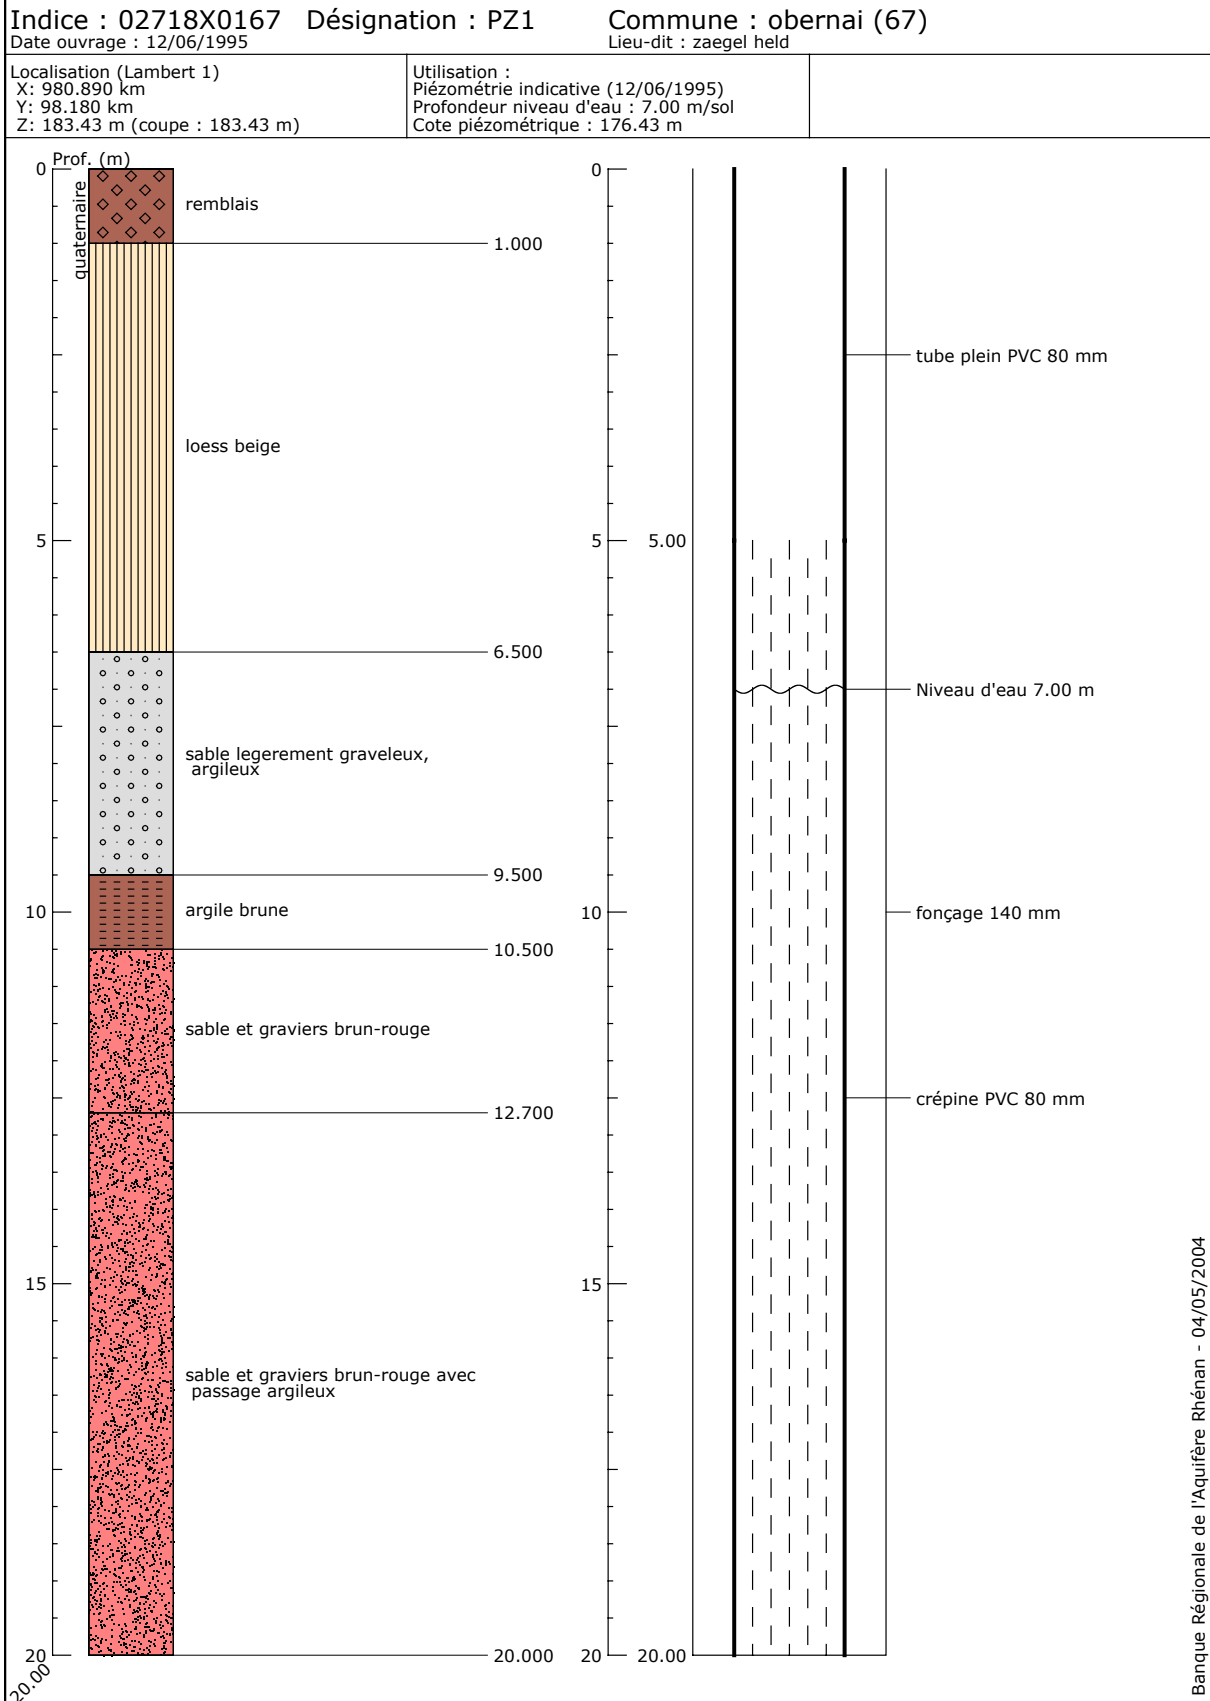 Indice : 02718X0167 Désignation : PZ1 Commune : obernai (67)
Date ouvrage : 12/06/1995 Lieu-dit : zaegel held
Localisation (Lambert 1)
X: 980.890 km
Y: 98.180 km
Z: 183.43 m (coupe : 183.43 m)
Utilisation :
Piézométrie indicative (12/06/1995)
Profondeur niveau d'eau : 7.00 m/sol
Cote piézométrique : 176.43 m
Prof. (m)
0
quaternaire
remblais
1.000
loess beige
5
6.500
sable legerement graveleux,
argileux
9.500
argile brune
10
10.500
sable et graviers brun-rouge
12.700
15
sable et graviers brun-rouge avec
passage argileux
20
20.000
20.00
0
tube plein PVC 80 mm
5
5.00
Niveau d'eau 7.00 m
10
fonçage 140 mm
crépine PVC 80 mm
15
20
20.00
Banque Régionale de l'Aquifère Rhénan - 04/05/2004